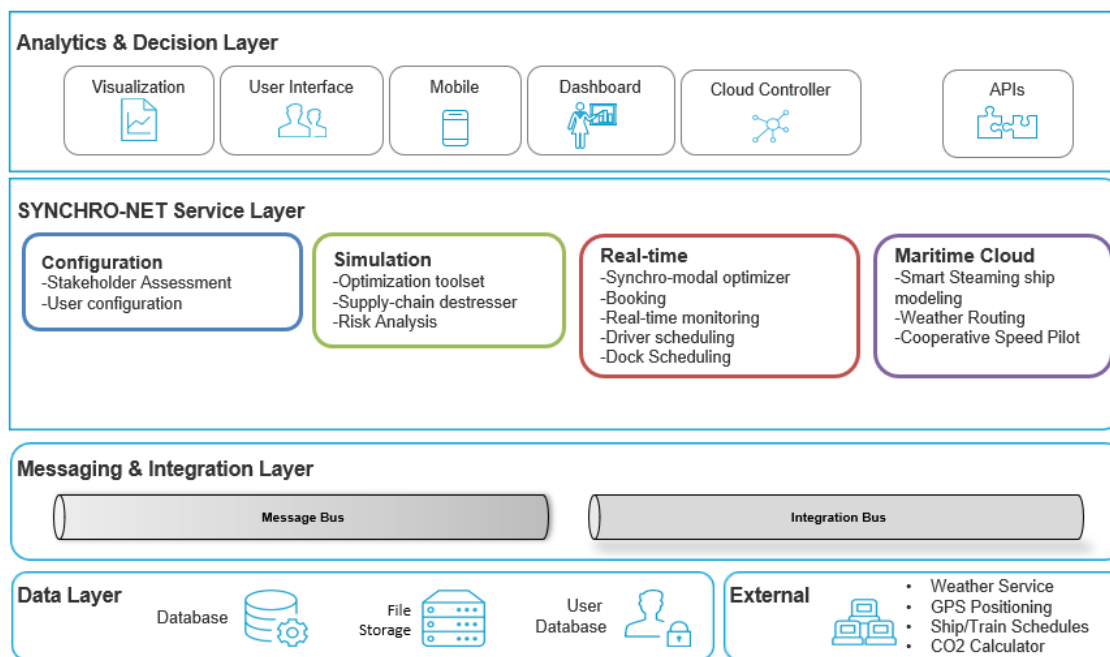 Analytics & Decision Layer
Visualization
User Interface
Mobile
Dashboard
Cloud Controller
APIs
SYNCHRO-NET Service Layer
Configuration
-Stakeholder Assessment
-User configuration
Simulation
-Optimization toolset
-Supply-chain destresser
-Risk Analysis
Real-time
-Synchro-modal optimizer
-Booking
-Real-time monitoring
-Driver scheduling
-Dock Scheduling
Maritime Cloud
-Smart Steaming ship
modeling
-Weather Routing
-Cooperative Speed Pilot
Messaging & Integration Layer
Message Bus
Integration Bus
Data Layer
Database
File
Storage
User
Database
External
• Weather Service
• GPS Positioning
• Ship/Train Schedules
• CO2 Calculator